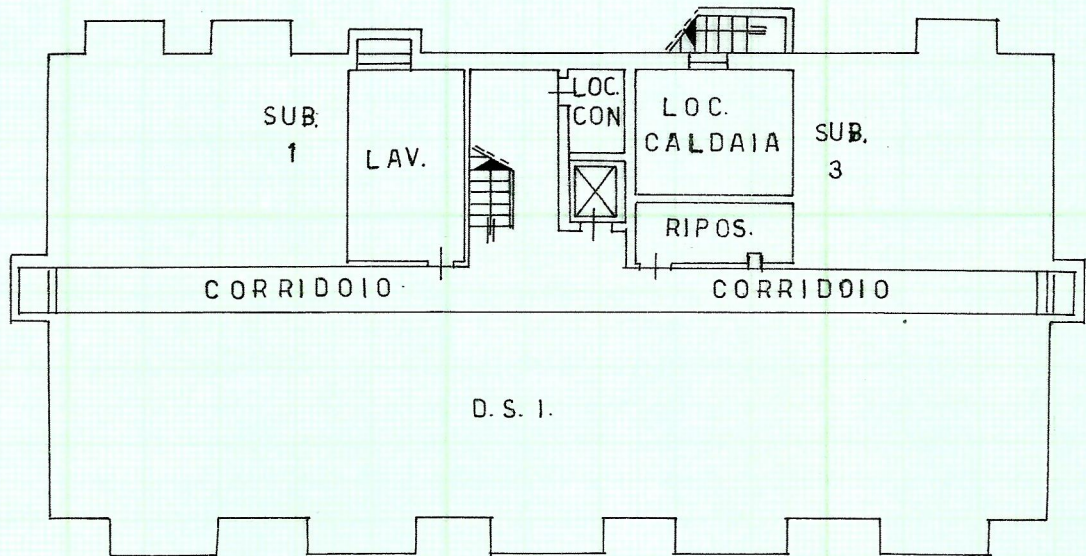 SUB.
1
LAV.
LOC.
CON
LOC.
CALDAIA
SUB.
3
RIPOS.
CORRIDOIO
CORRIDOIO
D. S. I.